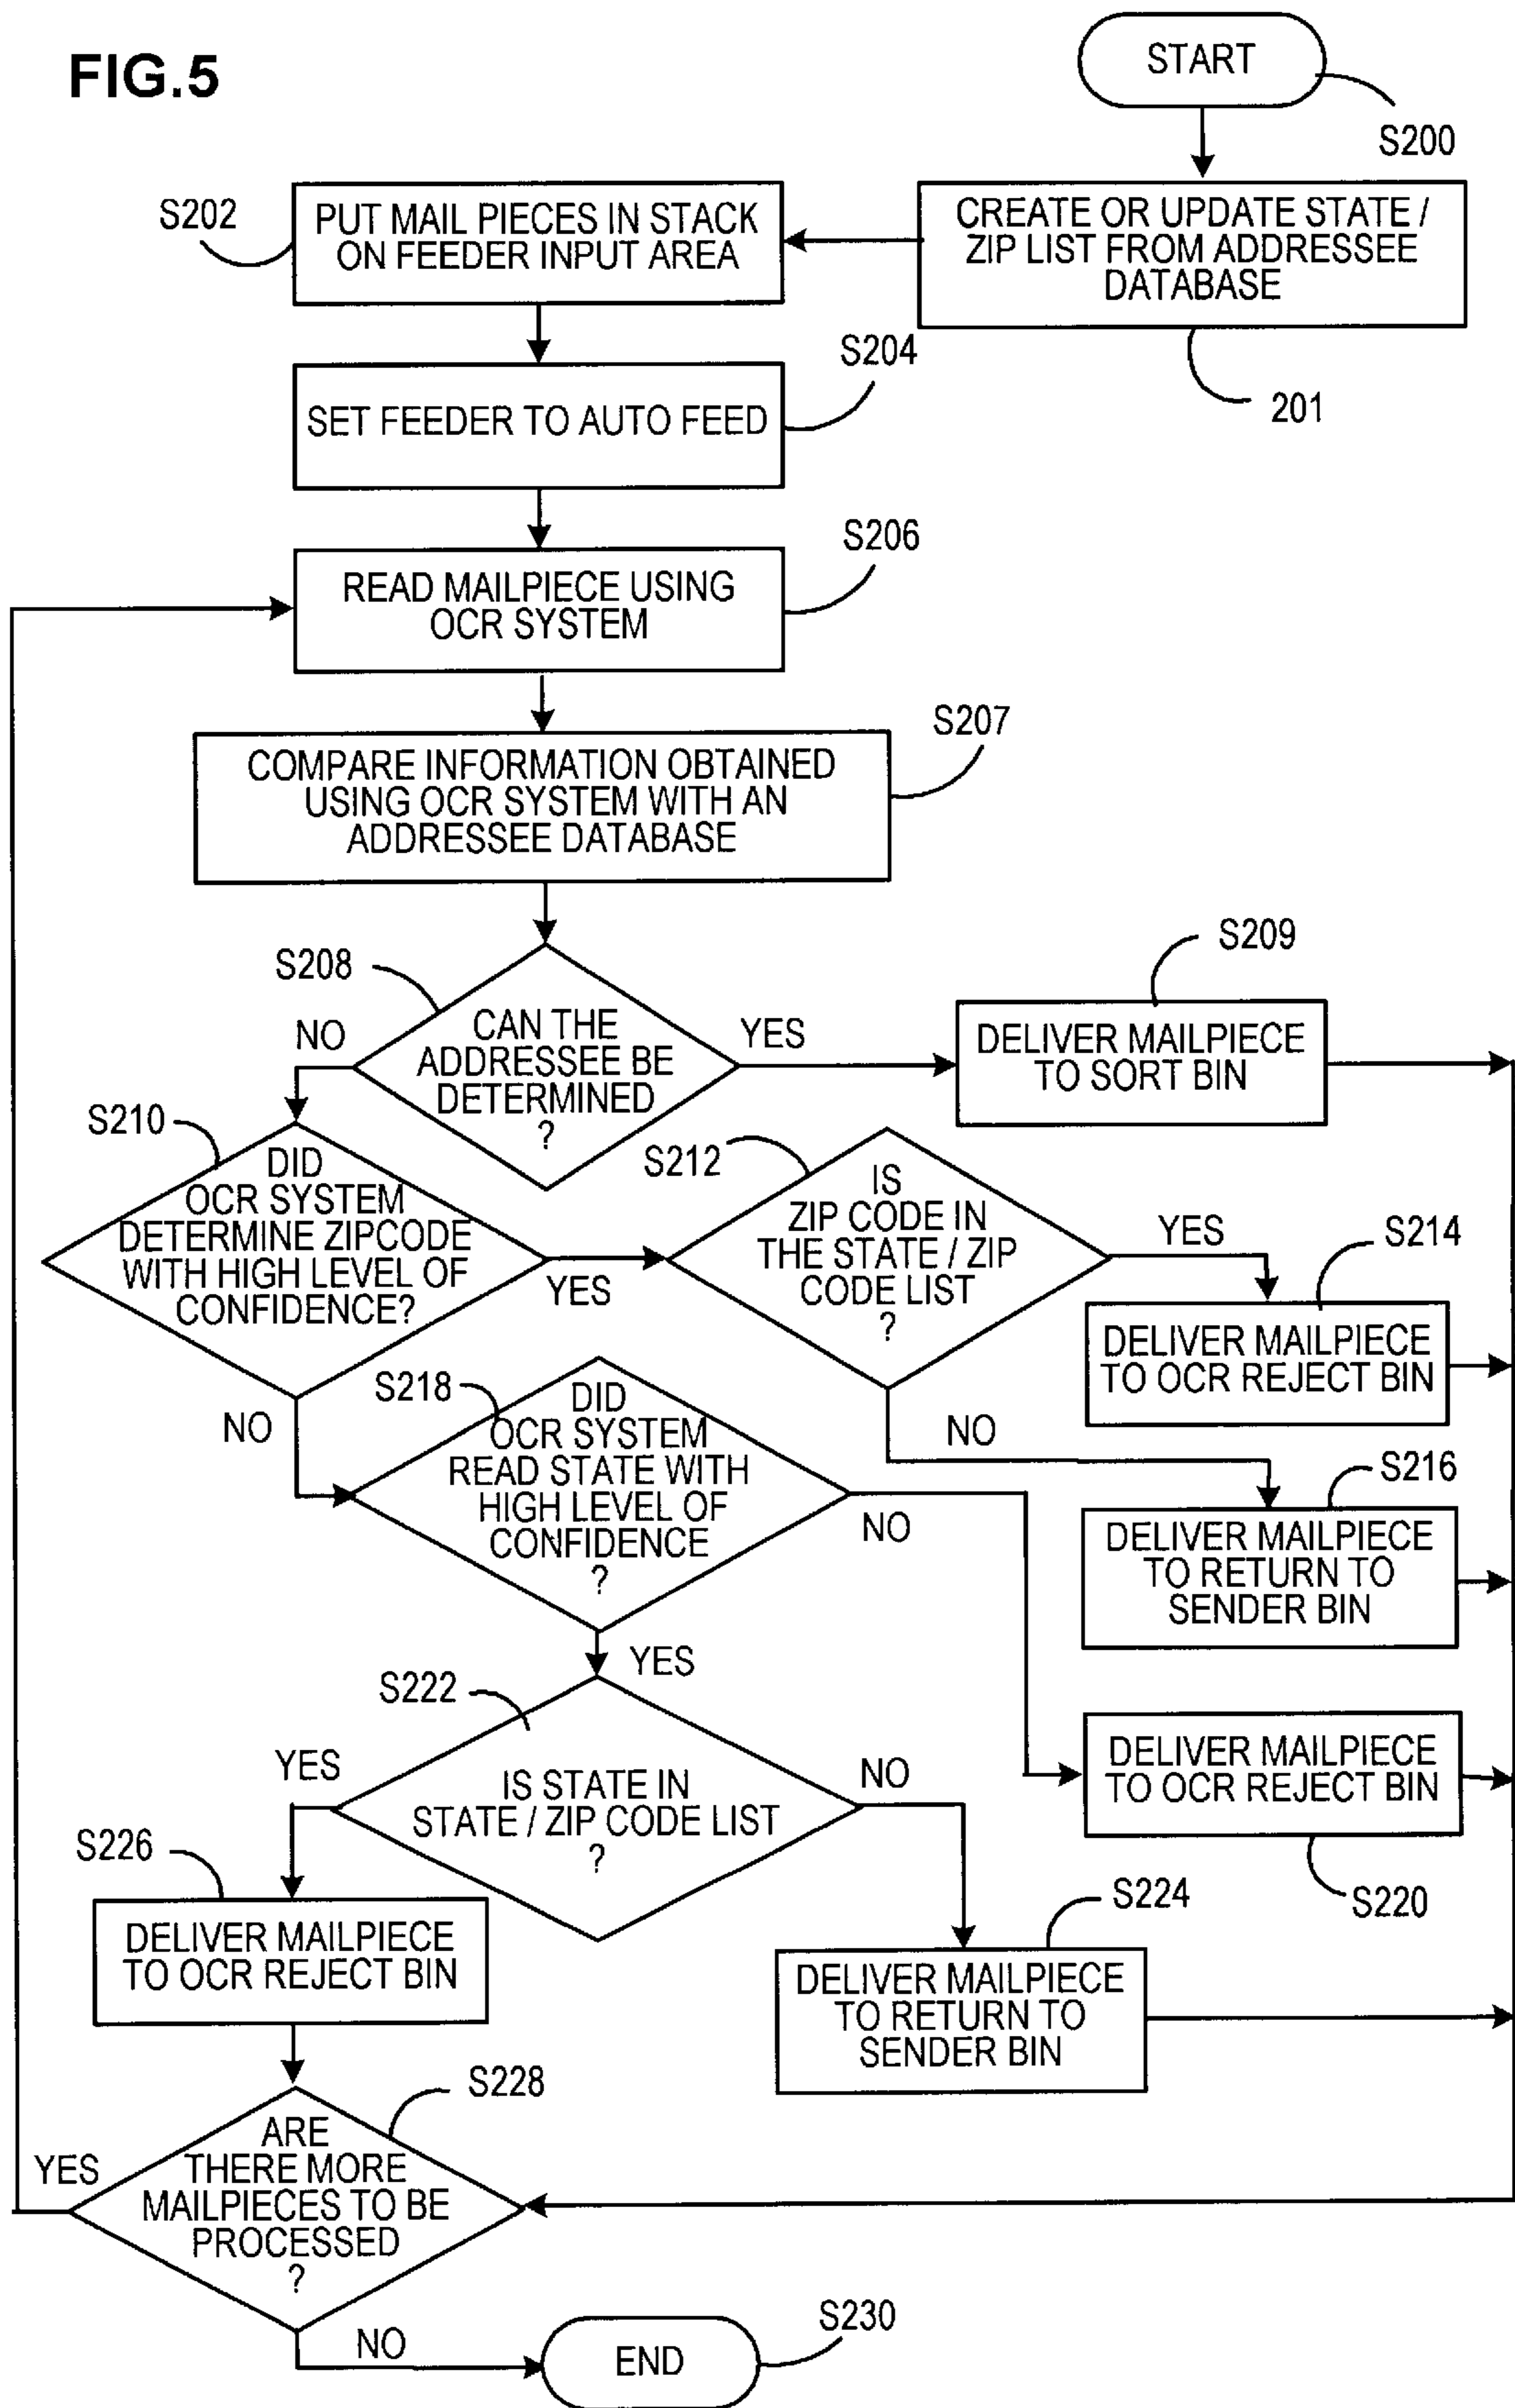 FIG.5
START
S200
S202
PUT MAIL PIECES IN STACK
ON FEEDER INPUT AREA
CREATE OR UPDATE STATE /
ZIP LIST FROM ADDRESSEE
DATABASE
201
S204
SET FEEDER TO AUTO FEED
S206
READ MAILPIECE USING
OCR SYSTEM
S207
COMPARE INFORMATION OBTAINED
USING OCR SYSTEM WITH AN
ADDRESSEE DATABASE
S208
NO
CAN THE
ADDRESSEE BE
DETERMINED
?
YES
S209
DELIVER MAILPIECE
TO SORT BIN
S210
DID
OCR SYSTEM
DETERMINE ZIPCODE
WITH HIGH LEVEL OF
CONFIDENCE?
YES
NO
S212
IS
ZIP CODE IN
THE STATE / ZIP
CODE LIST
?
YES
S214
DELIVER MAILPIECE
TO OCR REJECT BIN
NO
S216
DELIVER MAILPIECE
TO RETURN TO
SENDER BIN
S218
DID
OCR SYSTEM
READ STATE WITH
HIGH LEVEL OF
CONFIDENCE
?
NO
YES
DELIVER MAILPIECE
TO OCR REJECT BIN
S220
S222
YES
IS STATE IN
STATE / ZIP CODE LIST
?
NO
S226
DELIVER MAILPIECE
TO OCR REJECT BIN
S224
DELIVER MAILPIECE
TO RETURN TO
SENDER BIN
S228
YES
ARE
THERE MORE
MAILPIECES TO BE
PROCESSED
?
NO
END
S230